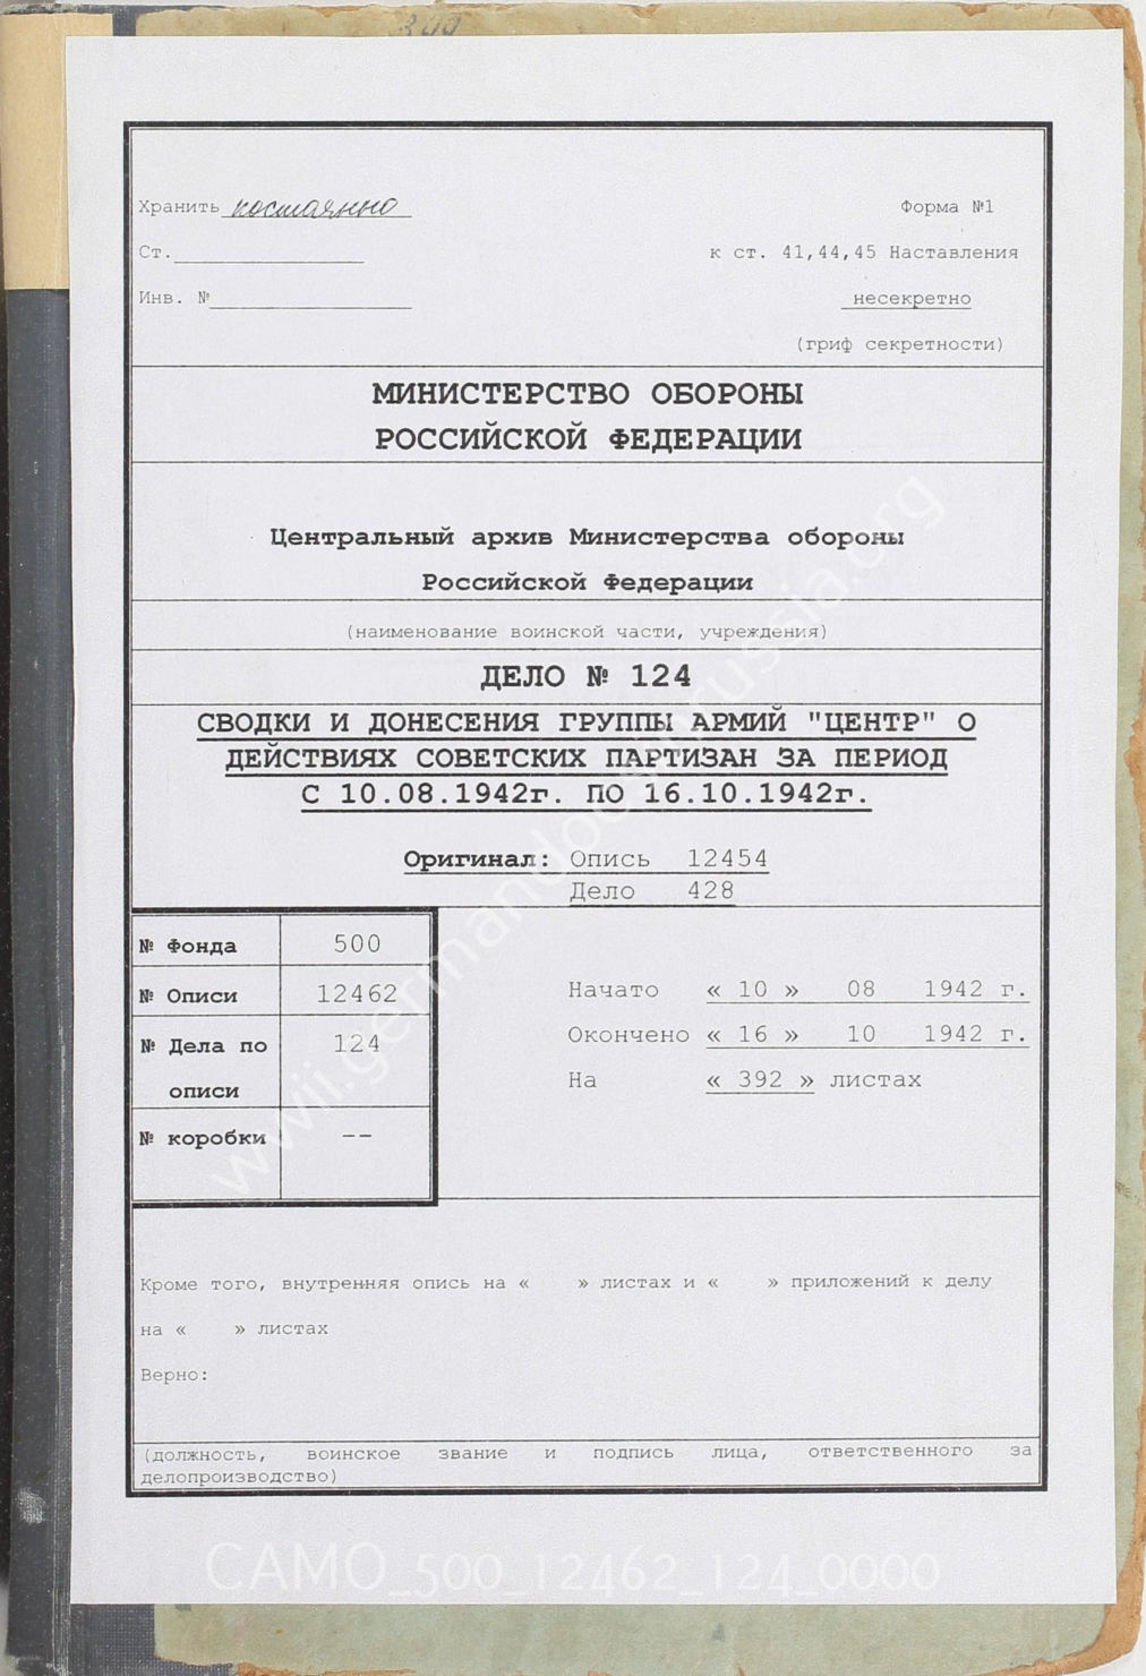 300
Хранить постоянно
Форма №1
Ст.
к ст. 41,44,45 Наставления
Инв. №
несекретно
(гриф секретности)
МИНИСТЕРСТВО ОБОРОНЫ
РОССИЙСКОЙ ФЕДЕРАЦИИ
Центральный архив Министерства обороны
Российской Федерации
(наименование воинской части, учреждения)
ДЕЛО № 124
СВОДКИ И ДОНЕСЕНИЯ ГРУППЫ АРМИЙ "ЦЕНТР" О
ДЕЙСТВИЯХ СОВЕТСКИХ ПАРТИЗАН ЗА ПЕРИОД
С 10.08.1942г. ПО 16.10.1942г.
Оригинал: Опись 12454
Дело 428
№ Фонда 500
№ Описи 12462
№ Дела по 124
описи
№ коробки --
Начато « 10 » 08 1942 г.
Окончено « 16 » 10 1942 г.
На « 392 » листах
Кроме того, внутренняя опись на « » листах и « » приложений к делу
на « » листах
Верно:
(должность, воинское звание и подпись лица, ответственного за
делопроизводство)
wwii.germandocsinrussia.org
CAMO_500_12462_124_0000